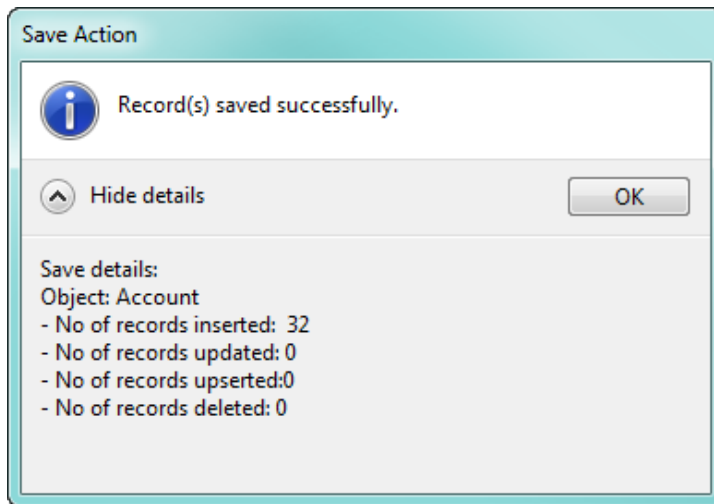 Save Action
Record(s) saved successfully.
Hide details
OK
Save details:
Object: Account
- No of records inserted:  32
- No of records updated: 0
- No of records upserted:0
- No of records deleted: 0